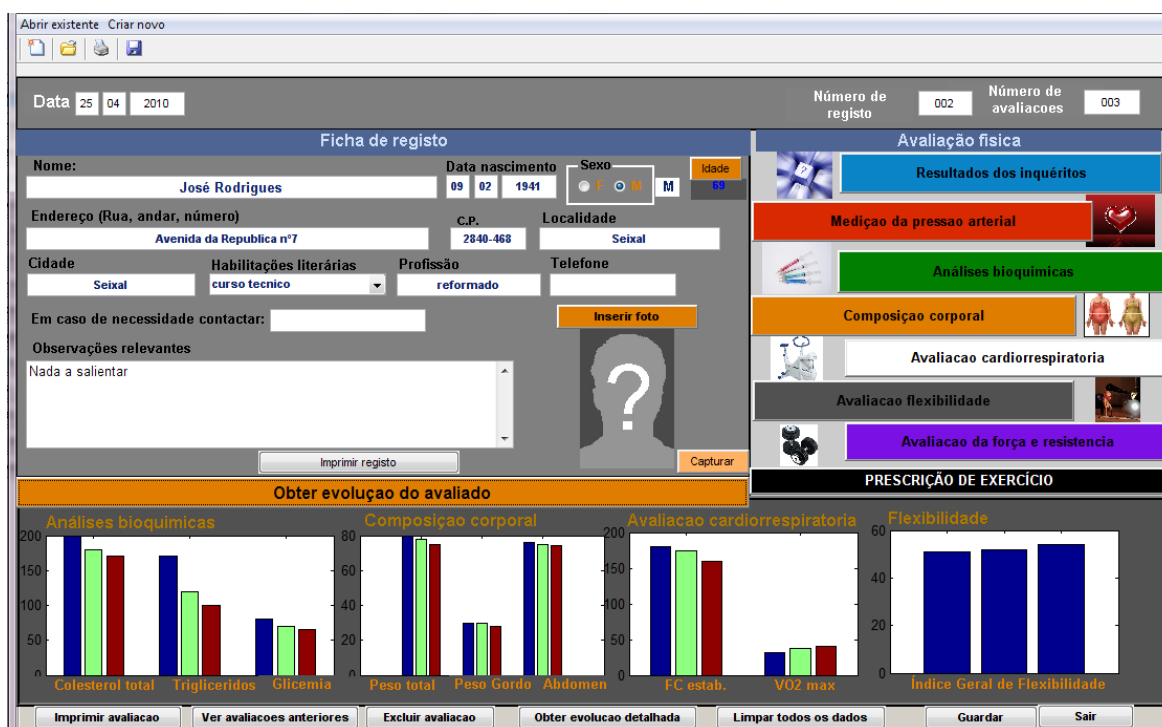 Abrir existente Criar novo
Data 25 04 2010
Número de registo 002
Número de avaliacoes 003
Ficha de registo
Nome:
José Rodrigues
Data nascimento
09 02 1941
Sexo
F M
M
Idade
69
Endereço (Rua, andar, número)
Avenida da Republica nº7
C.P.
2840-468
Localidade
Seixal
Cidade
Seixal
Habilitações literárias
curso tecnico
Profissão
reformado
Telefone
Em caso de necessidade contactar:
Inserir foto
Observações relevantes
Nada a salientar
?
Imprimir registo
Capturar
Avaliação fisica
Resultados dos inquéritos
Mediçao da pressao arterial
Análises bioquimicas
Composiçao corporal
Avaliacao cardiorrespiratoria
Avaliacao flexibilidade
Avaliacao da força e resistencia
PRESCRIÇÃO DE EXERCÍCIO
Obter evoluçao do avaliado
Análises bioquimicas
200
150
100
50
0
Colesterol total Trigliceridos Glicemia
Composiçao corporal
80
60
40
20
0
Peso total Peso Gordo Abdomen
Avaliacao cardiorrespiratoria
200
150
100
50
0
FC estab. VO2 max
Flexibilidade
60
40
20
0
Índice Geral de Flexibilidade
Imprimir avaliacao
Ver avaliacoes anteriores
Excluir avaliacao
Obter evolucao detalhada
Limpar todos os dados
Guardar
Sair